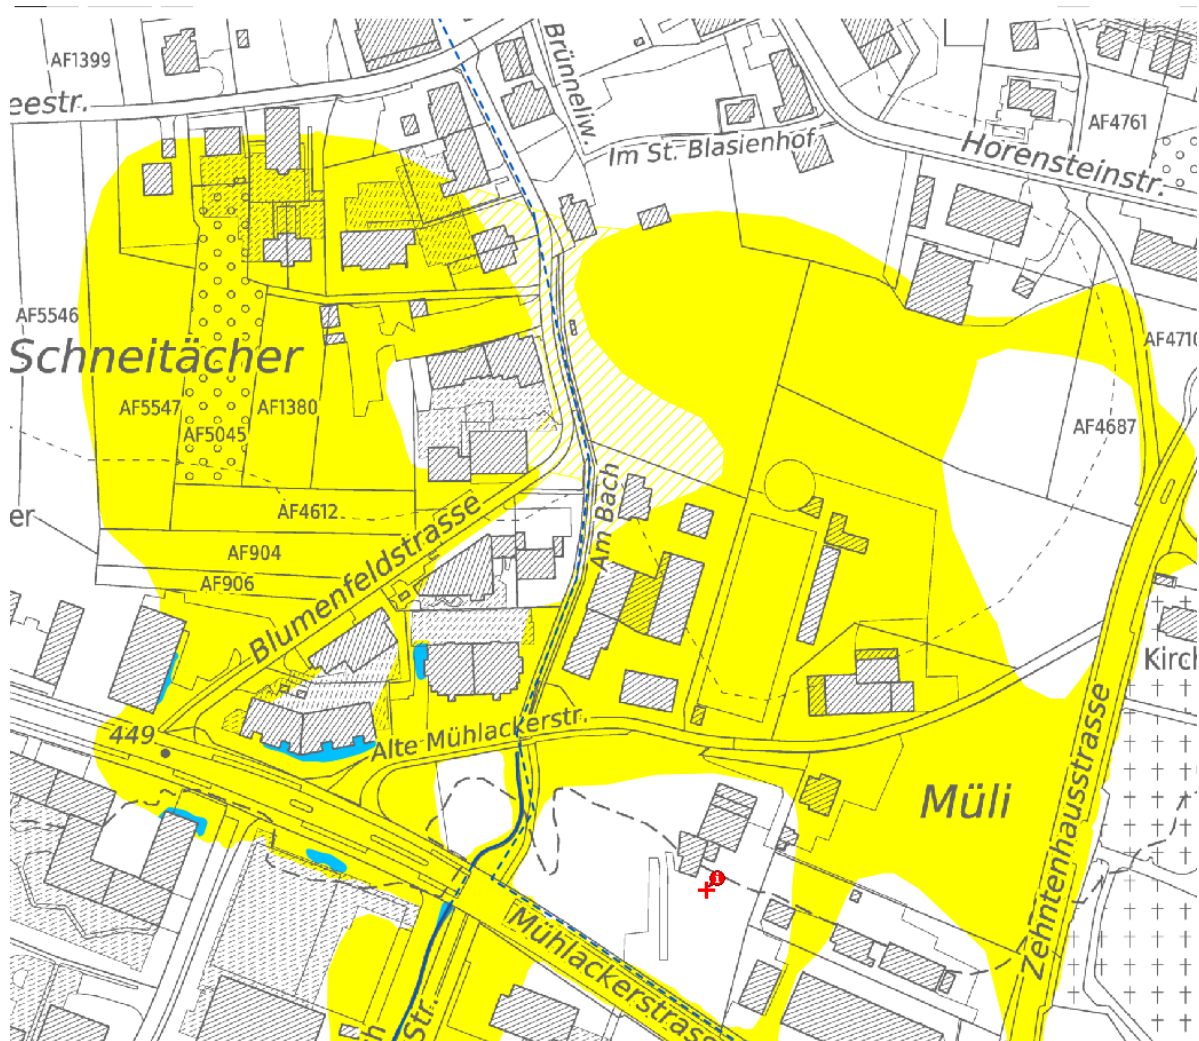 AF1399
eestr.
Brünneliw.
Im St. Blasienhof
AF4761
Horensteinstr.
AF5546
Schneitächer
AF4710
AF5547
AF1380
AF5045
AF4687
er
AF4612
AF904
AF906
Blumenfeldstrasse
Am Bach
Kirch
449
Alte Mühlackerstr.
Müli
Zehntenhausstrasse
Mühlackerstrasse
h
Str.
i